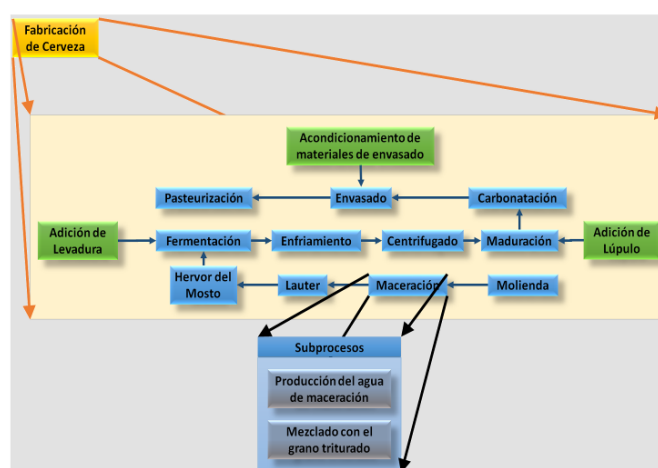 Fabricación
de Cerveza
Acondicionamiento de
materiales de envasado
Pasteurización
Envasado
Carbonatación
Adición de
Levadura
Fermentación
Enfriamiento
Centrifugado
Maduración
Adición de
Lúpulo
Hervor del
Mosto
Lauter
Maceración
Molienda
Subprocesos
Producción del agua
de maceración
Mezclado con el
grano triturado